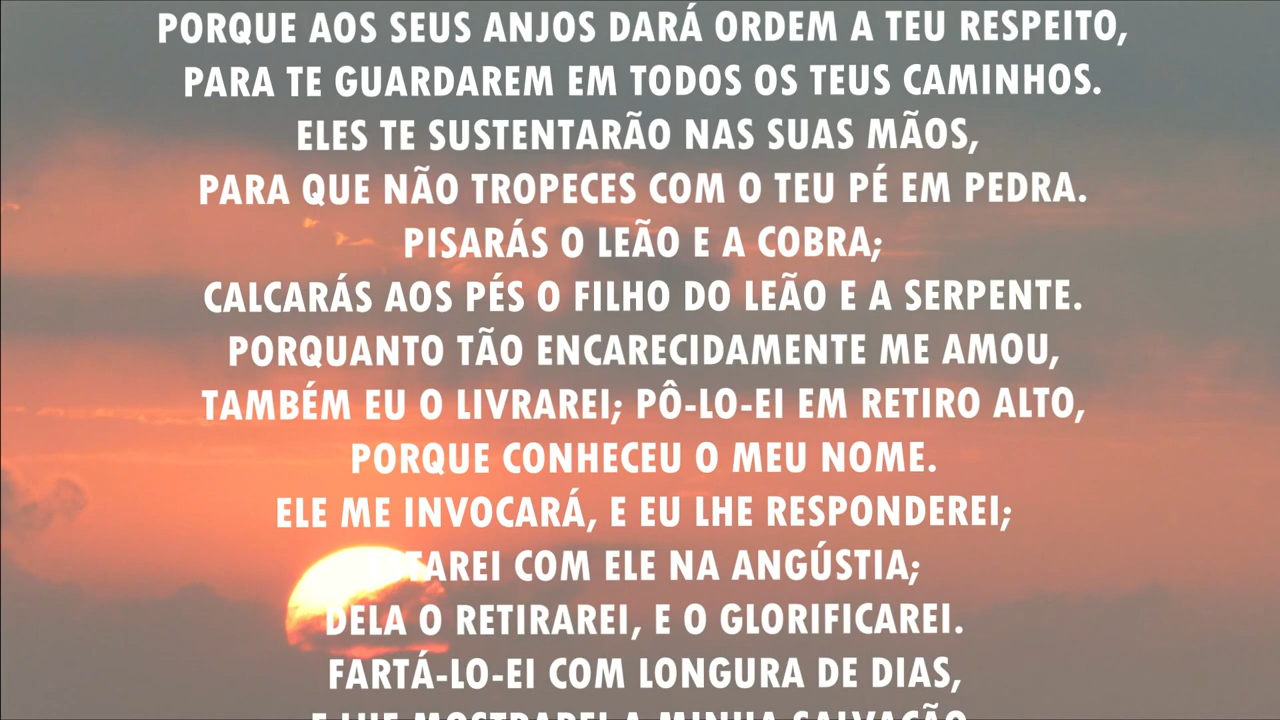 PORQUE AOS SEUS ANJOS DARÁ ORDEM A TEU RESPEITO,
PARA TE GUARDAREM EM TODOS OS TEUS CAMINHOS.
ELES TE SUSTENTARÃO NAS SUAS MÃOS,
PARA QUE NÃO TROPECES COM O TEU PÉ EM PEDRA.
PISARÁS O LEÃO E A COBRA;
CALCARÁS AOS PÉS O FILHO DO LEÃO E A SERPENTE.
PORQUANTO TÃO ENCARECIDAMENTE ME AMOU,
TAMBÉM EU O LIVRAREI; PÔ-LO-EI EM RETIRO ALTO,
PORQUE CONHECEU O MEU NOME.
ELE ME INVOCARÁ, E EU LHE RESPONDEREI;
ESTAREI COM ELE NA ANGÚSTIA;
DELA O RETIRAREI, E O GLORIFICAREI.
FARTÁ-LO-EI COM LONGURA DE DIAS,
E LHE MOSTRAREI A MINHA SALVAÇÃO.